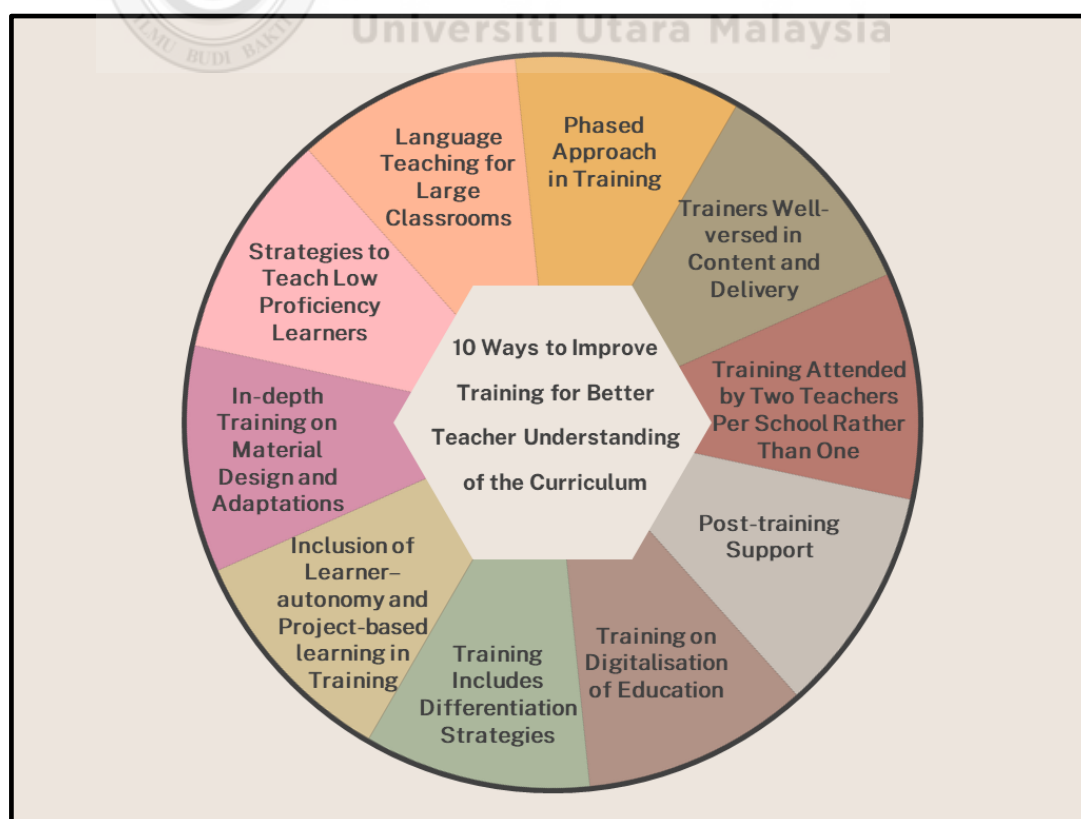 ILMU BUDI BAKTI
Universiti Utara Malaysia
Phased
Approach
in Training
Trainers Well-
versed in
Content and
Delivery
Training Attended
by Two Teachers
Per School Rather
Than One
Post-training
Support
Training on
Digitalisation
of Education
Training
Includes
Differentiation
Strategies
Inclusion of
Learner–
autonomy and
Project-based
learning in
Training
In-depth
Training on
Material
Design and
Adaptations
Strategies to
Teach Low
Proficiency
Learners
Language
Teaching for
Large
Classrooms
10 Ways to Improve
Training for Better
Teacher Understanding
of the Curriculum